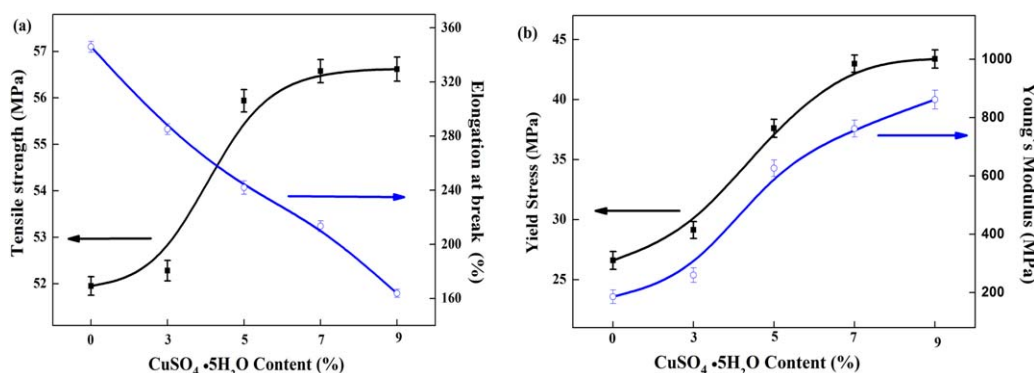 (a)
57
56
55
54
53
52
Tensile strength (MPa)
360
320
280
240
200
160
Elongation at break (%)
0 3 5 7 9
CuSO4 •5H2O Content (%)
(b)
45
40
35
30
25
Yield Stress (MPa)
1000
800
600
400
200
Young´s Modulus (MPa)
0 3 5 7 9
CuSO4 •5H2O Content (%)